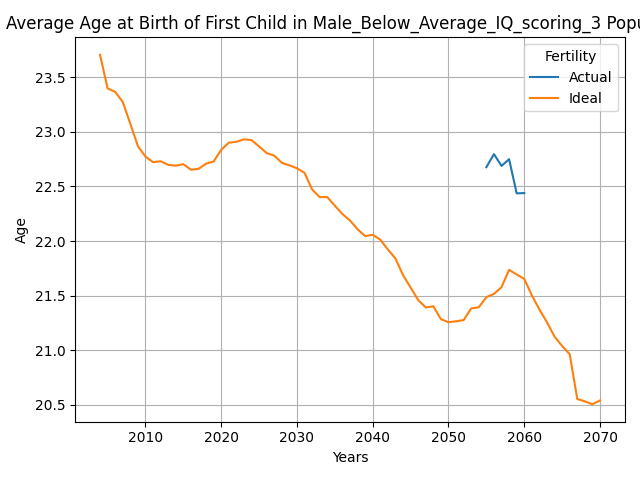 Average Age at Birth of First Child in Male_Below_Average_IQ_scoring_3
Fertility
Actual
Ideal
23.5
23.0
22.5
22.0
21.5
21.0
20.5
Age
2010 2020 2030 2040 2050 2060 2070
Years